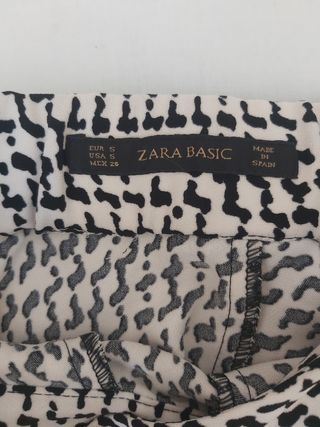 EUR S
USA S
MEX 26
ZARA BASIC
MADE
IN
SPAIN